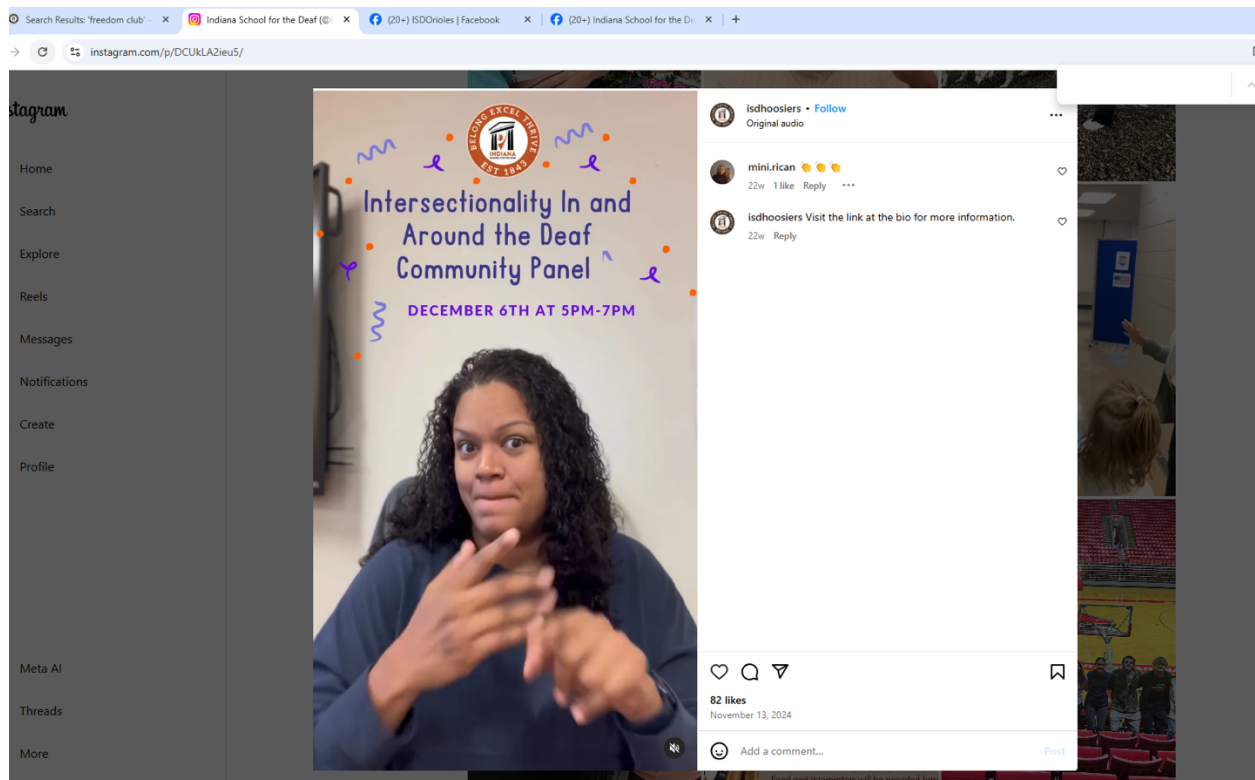 Search Results: 'freedom club' -
Indiana School for the Deaf (@i
(20+) ISDOrioles | Facebook
(20+) Indiana School for the De
instagram.com/p/DCUkLA2ieu5/
stagram
Home
Search
Explore
Reels
Messages
Notifications
Create
Profile
Meta AI
Threads
More
BELONG EXCEL THRIVE
INDIANA
EST 1843
Intersectionality In and
Around the Deaf
Community Panel
DECEMBER 6TH AT 5PM-7PM
isdhoosiers • Follow
Original audio
mini.rican 👏👏👏
22w 1 like Reply
isdhoosiers Visit the link at the bio for more information.
22w Reply
82 likes
November 13, 2024
Add a comment...
Post